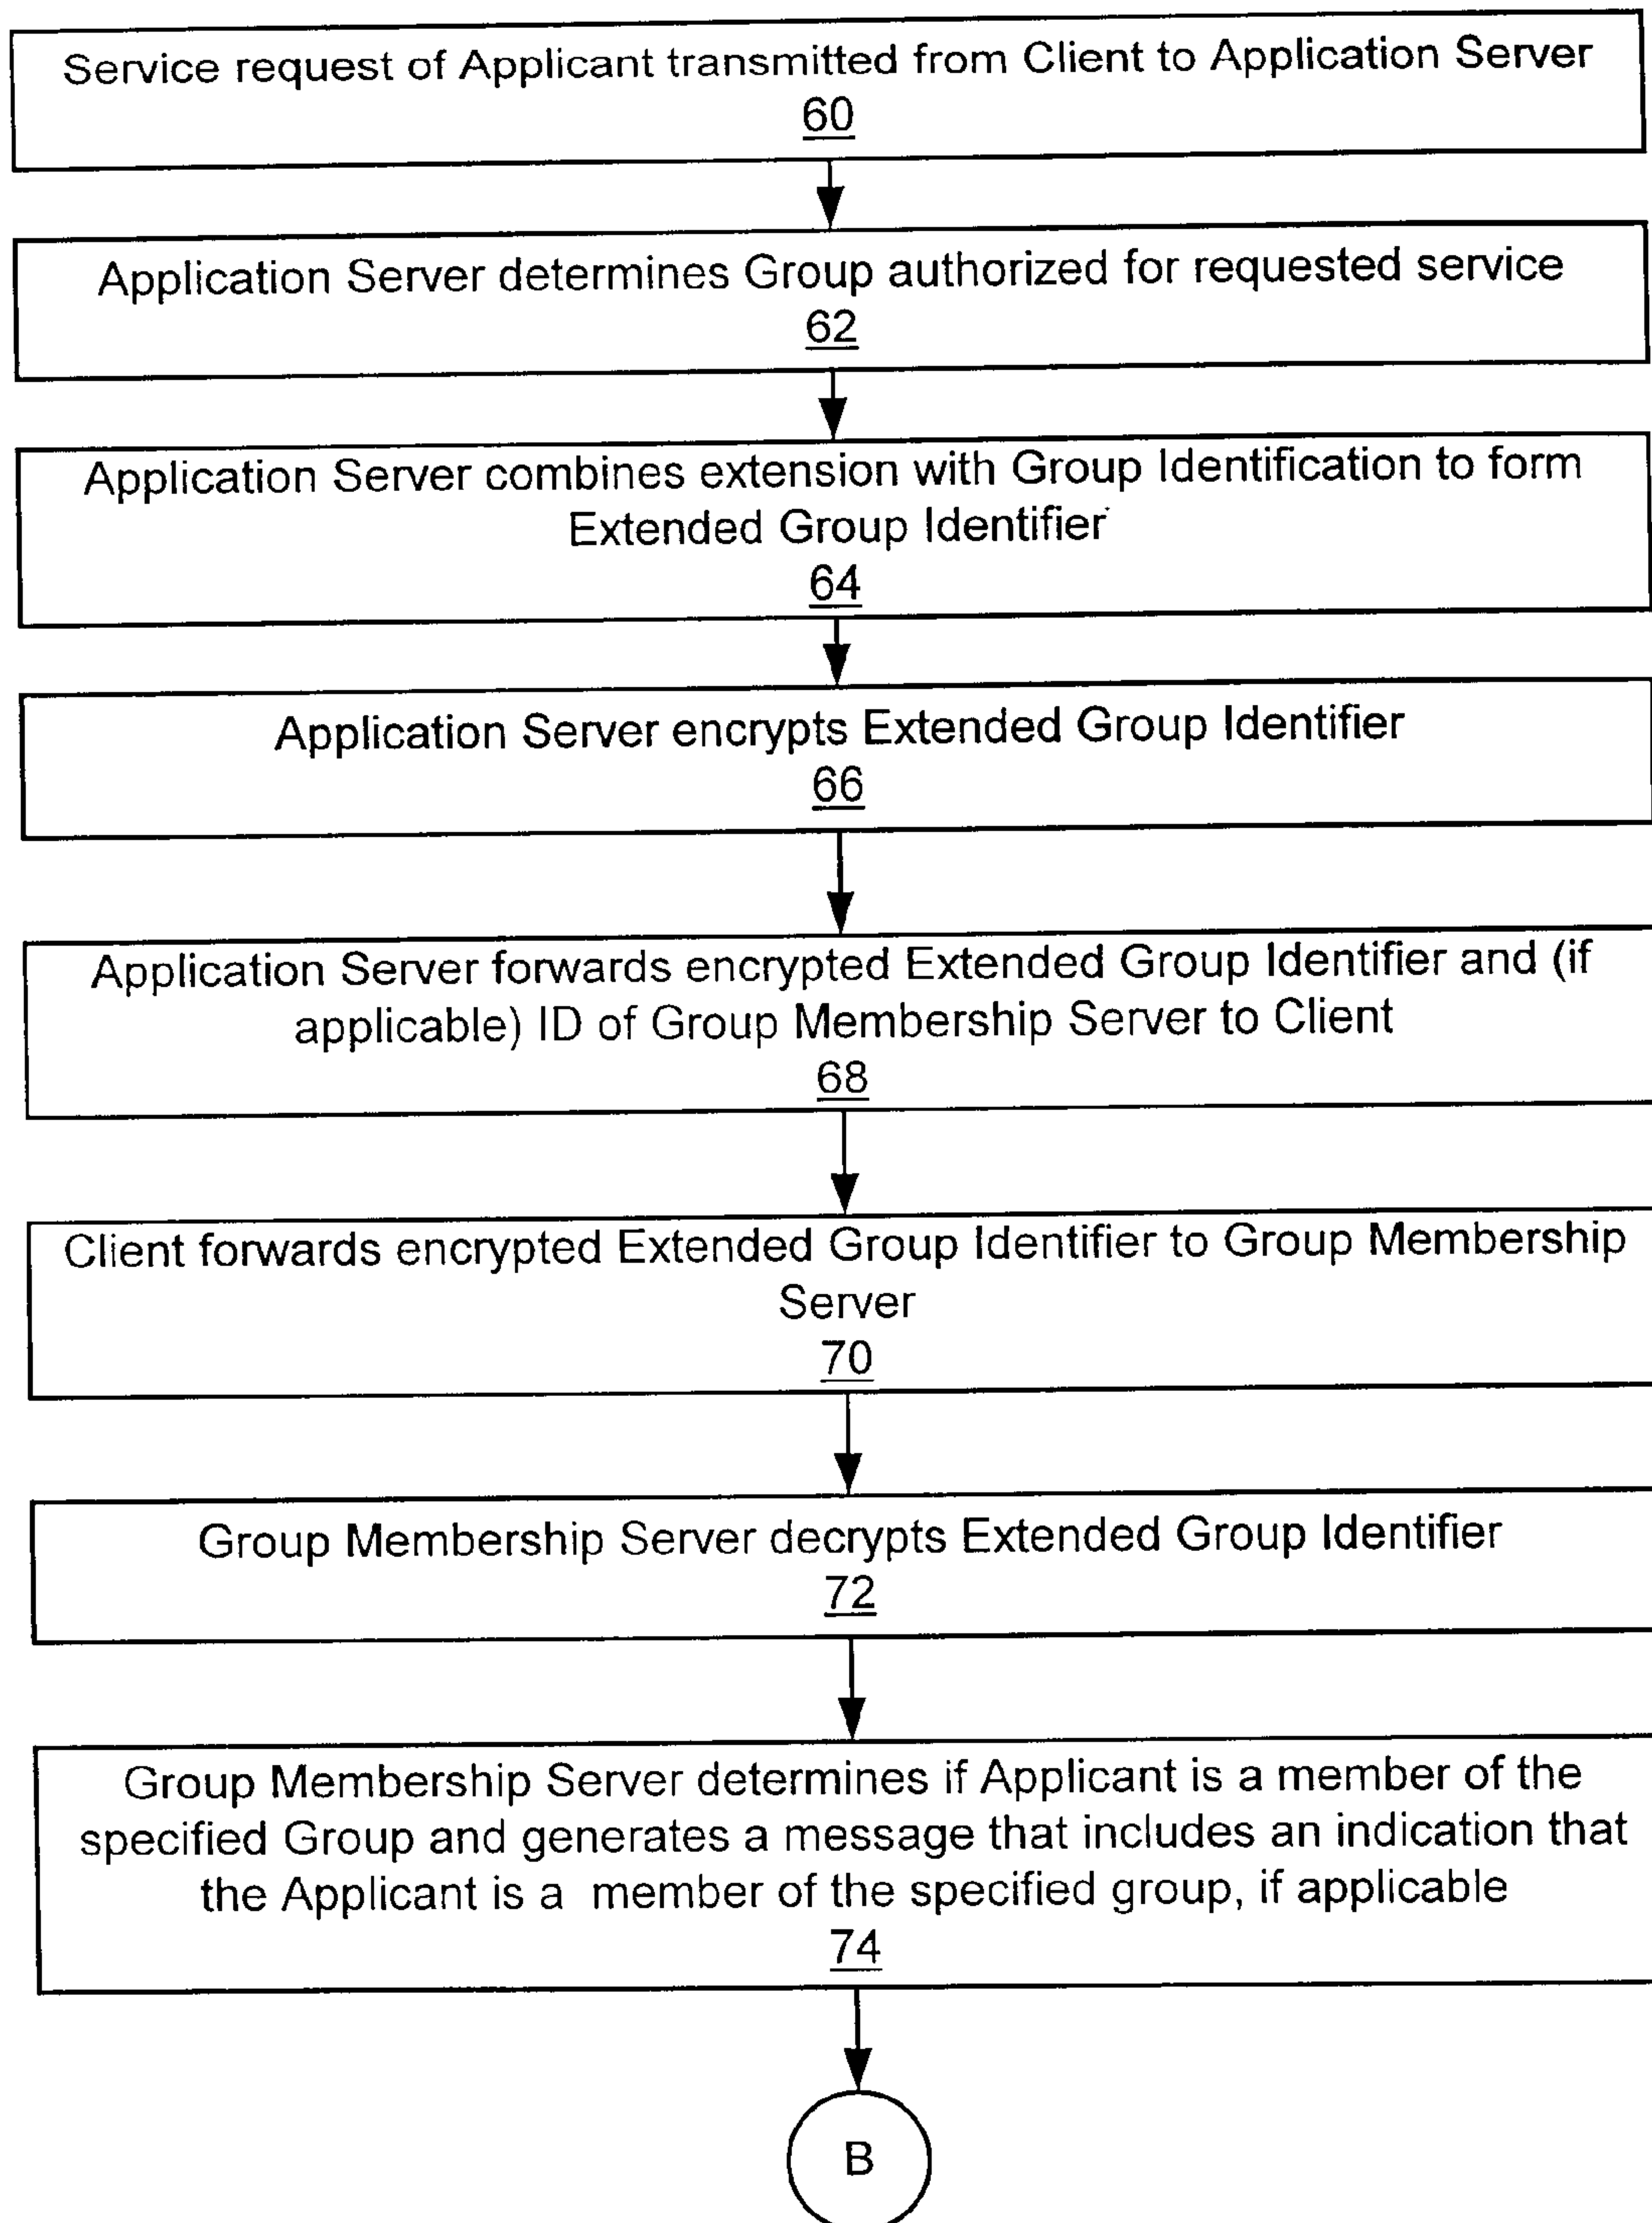 Service request of Applicant transmitted from Client to Application Server
60
Application Server determines Group authorized for requested service
62
Application Server combines extension with Group Identification to form
Extended Group Identifier
64
Application Server encrypts Extended Group Identifier
66
Application Server forwards encrypted Extended Group Identifier and (if
applicable) ID of Group Membership Server to Client
68
Client forwards encrypted Extended Group Identifier to Group Membership
Server
70
Group Membership Server decrypts Extended Group Identifier
72
Group Membership Server determines if Applicant is a member of the
specified Group and generates a message that includes an indication that
the Applicant is a member of the specified group, if applicable
74
B